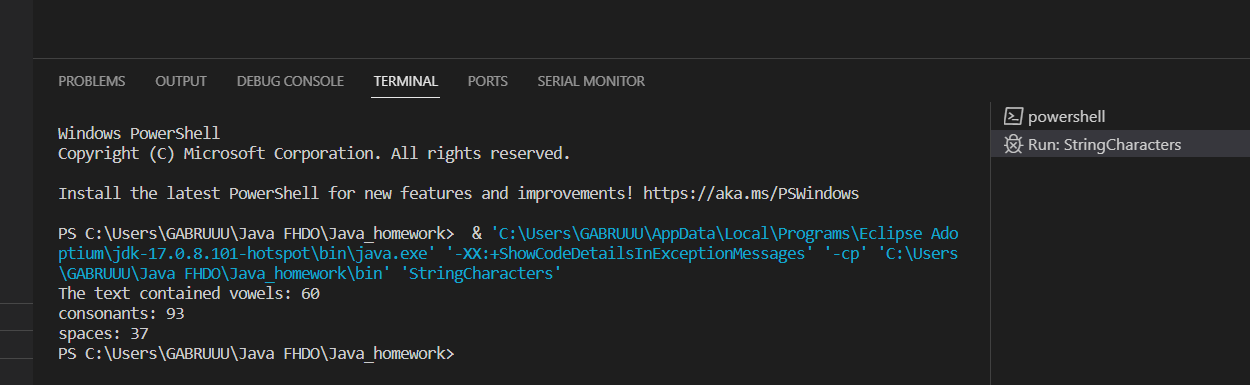 PROBLEMS OUTPUT DEBUG CONSOLE TERMINAL PORTS SERIAL MONITOR
powershell
Run: StringCharacters
Windows PowerShell
Copyright (C) Microsoft Corporation. All rights reserved.
Install the latest PowerShell for new features and improvements! https://aka.ms/PSWindows
PS C:\Users\GABRUUU\Java FHDO\Java_homework>  & 'C:\Users\GABRUUU\AppData\Local\Programs\Eclipse Ado
ptium\jdk-17.0.8.101-hotspot\bin\java.exe' '-XX:+ShowCodeDetailsInExceptionMessages' '-cp' 'C:\Users
\GABRUUU\Java FHDO\Java_homework\bin' 'StringCharacters'
The text contained vowels: 60
consonants: 93
spaces: 37
PS C:\Users\GABRUUU\Java FHDO\Java_homework>